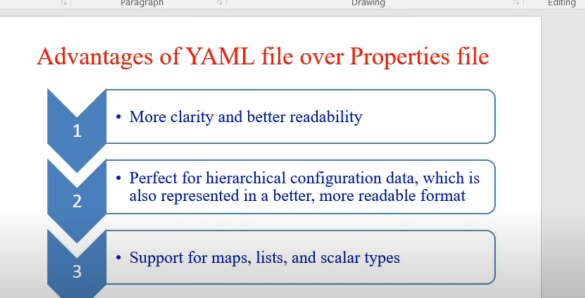 Paragraph Drawing Editing
Advantages of YAML file over Properties file
1
• More clarity and better readability
2
• Perfect for hierarchical configuration data, which is
also represented in a better, more readable format
3
• Support for maps, lists, and scalar types